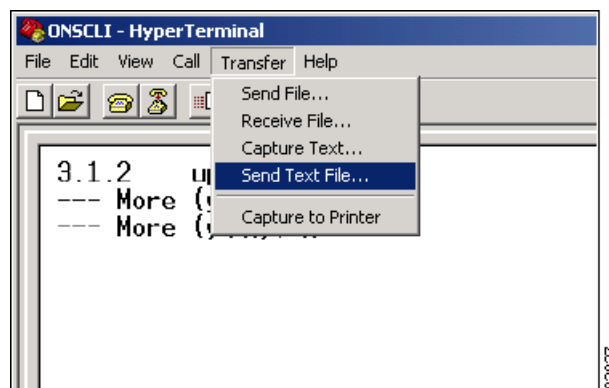 ONSCLI - HyperTerminal
File Edit View Call Transfer Help
Send File...
Receive File...
Capture Text...
Send Text File...
Capture to Printer
3.1.2
--- More
--- More